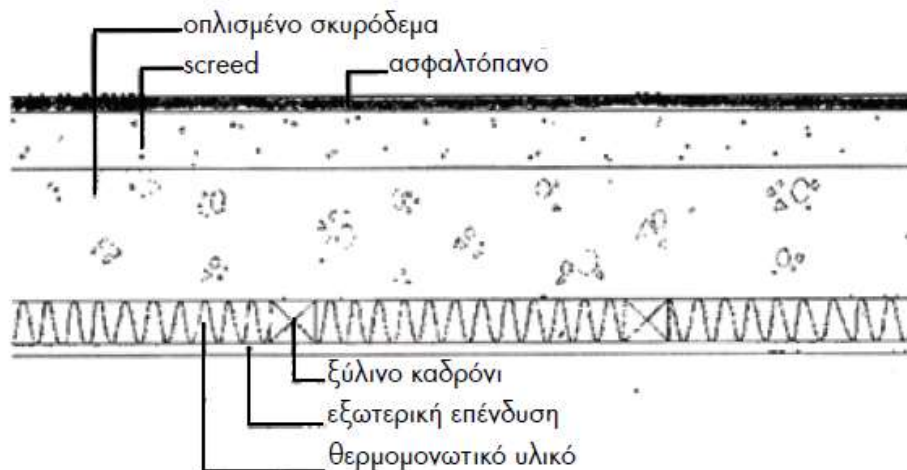 οπλισμένο σκυρόδεμα
screed
ασφαλτόπανο
ξύλινο καδρόνι
εξωτερική επένδυση
θερμομονωτικό υλικό